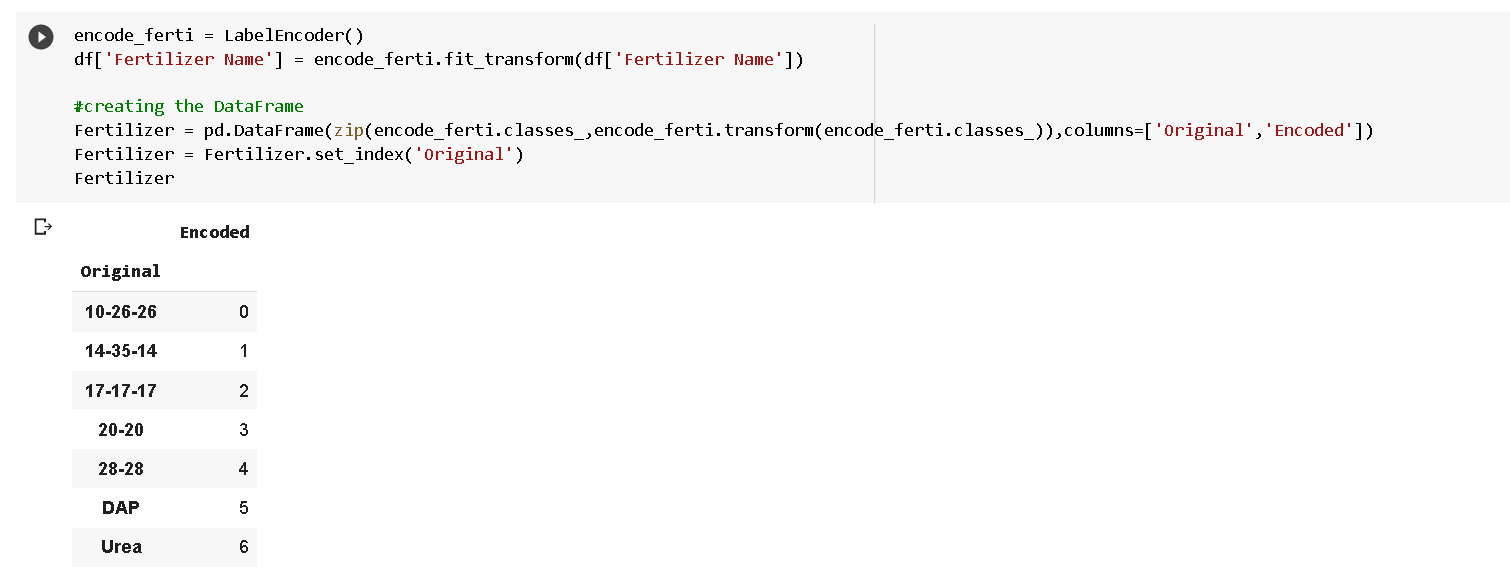 encode_ferti = LabelEncoder()
df['Fertilizer Name'] = encode_ferti.fit_transform(df['Fertilizer Name'])
#creating the DataFrame
Fertilizer = pd.DataFrame(zip(encode_ferti.classes_,encode_ferti.transform(encode_ferti.classes_)),columns=['Original','Encoded'])
Fertilizer = Fertilizer.set_index('Original')
Fertilizer
Encoded
Original
10-26-26 0
14-35-14 1
17-17-17 2
20-20 3
28-28 4
DAP 5
Urea 6